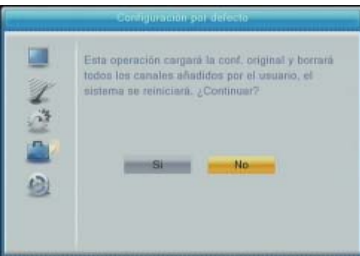 Configuración por defecto
Esta operación cargará la conf. original y borrará
todos los canales añadidos por el usuario, el
sistema se reiniciará. ¿Continuar?
Si
No